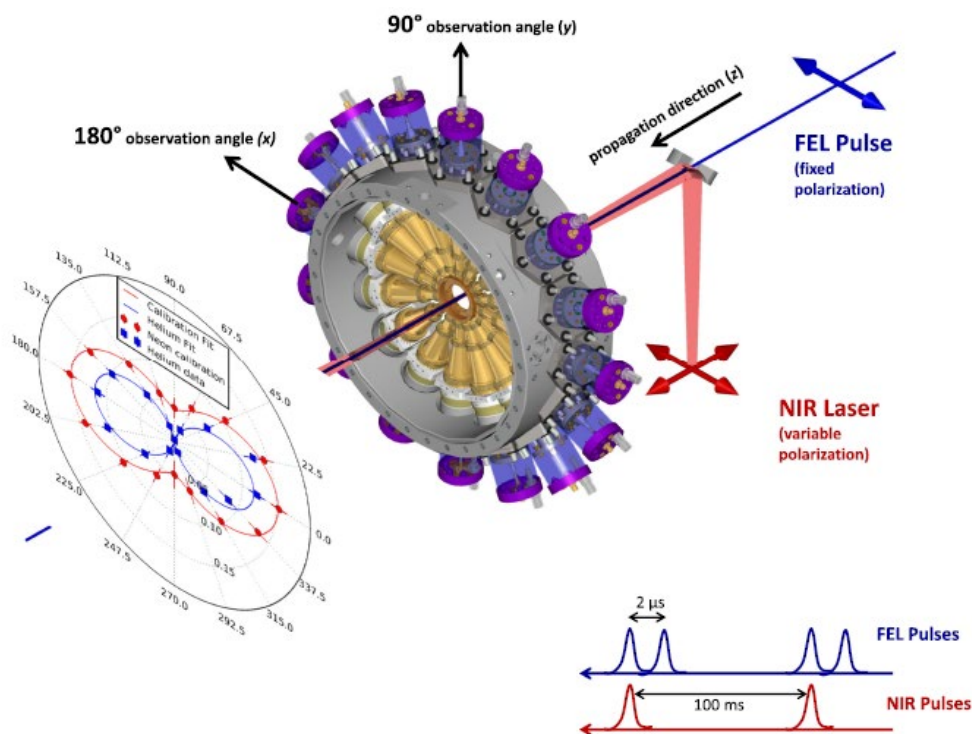 90° observation angle (y)
180° observation angle (x)
propagation direction (z)
FEL Pulse
(fixed
polarization)
NIR Laser
(variable
polarization)
Calibration Fit
Helium Fit
Neon calibration
Helium data
0.0
22.5
45.0
67.5
90.0
112.5
135.0
157.5
180.0
202.5
225.0
247.5
270.0
292.5
315.0
337.5
0.10
0.15
2 μs
FEL Pulses
100 ms
NIR Pulses